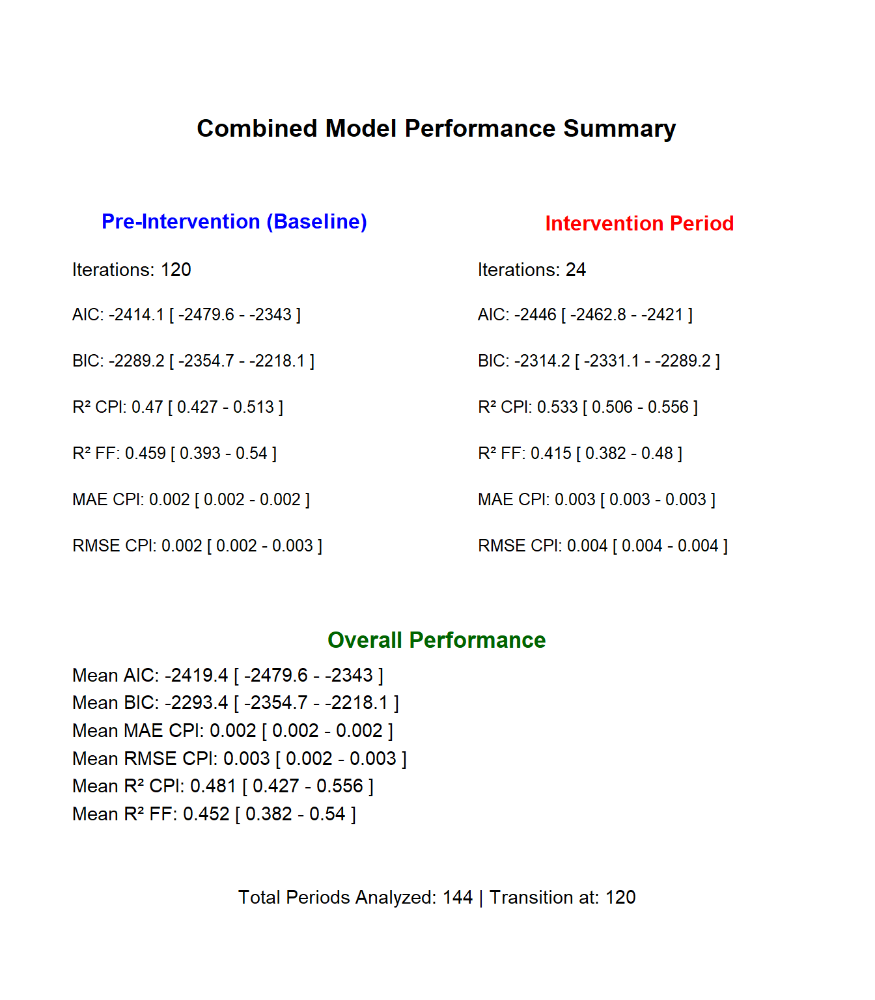 Combined Model Performance Summary
Pre-Intervention (Baseline)
Iterations: 120
AIC: -2414.1 [ -2479.6 - -2343 ]
BIC: -2289.2 [ -2354.7 - -2218.1 ]
R² CPI: 0.47 [ 0.427 - 0.513 ]
R² FF: 0.459 [ 0.393 - 0.54 ]
MAE CPI: 0.002 [ 0.002 - 0.002 ]
RMSE CPI: 0.002 [ 0.002 - 0.003 ]
Intervention Period
Iterations: 24
AIC: -2446 [ -2462.8 - -2421 ]
BIC: -2314.2 [ -2331.1 - -2289.2 ]
R² CPI: 0.533 [ 0.506 - 0.556 ]
R² FF: 0.415 [ 0.382 - 0.48 ]
MAE CPI: 0.003 [ 0.003 - 0.003 ]
RMSE CPI: 0.004 [ 0.004 - 0.004 ]
Overall Performance
Mean AIC: -2419.4 [ -2479.6 - -2343 ]
Mean BIC: -2293.4 [ -2354.7 - -2218.1 ]
Mean MAE CPI: 0.002 [ 0.002 - 0.002 ]
Mean RMSE CPI: 0.003 [ 0.002 - 0.003 ]
Mean R² CPI: 0.481 [ 0.427 - 0.556 ]
Mean R² FF: 0.452 [ 0.382 - 0.54 ]
Total Periods Analyzed: 144 | Transition at: 120